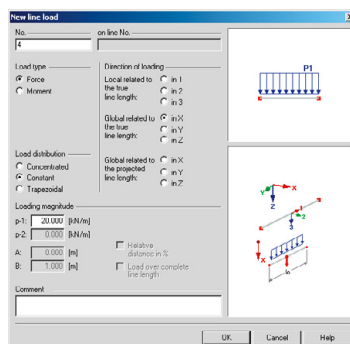 New line load
No. on line No.
4
Load type
Force
Moment
Direction of loading
Local related to the true line length:
in 1
in 2
in 3
Global related to the true line length:
in X
in Y
in Z
Load distribution
Concentrated
Constant
Trapezoidal
Global related to the projected line length:
in X
in Y
in Z
Loading magnitude
p-1: 20.000 [kN/m]
p-2: 0.000 [kN/m]
A: 0.000 [m]
B: 1.000 [m]
Relative distance in %
Load over complete line length
Comment
OK Cancel Help
P1
X
Y
Z
1
2
3
X